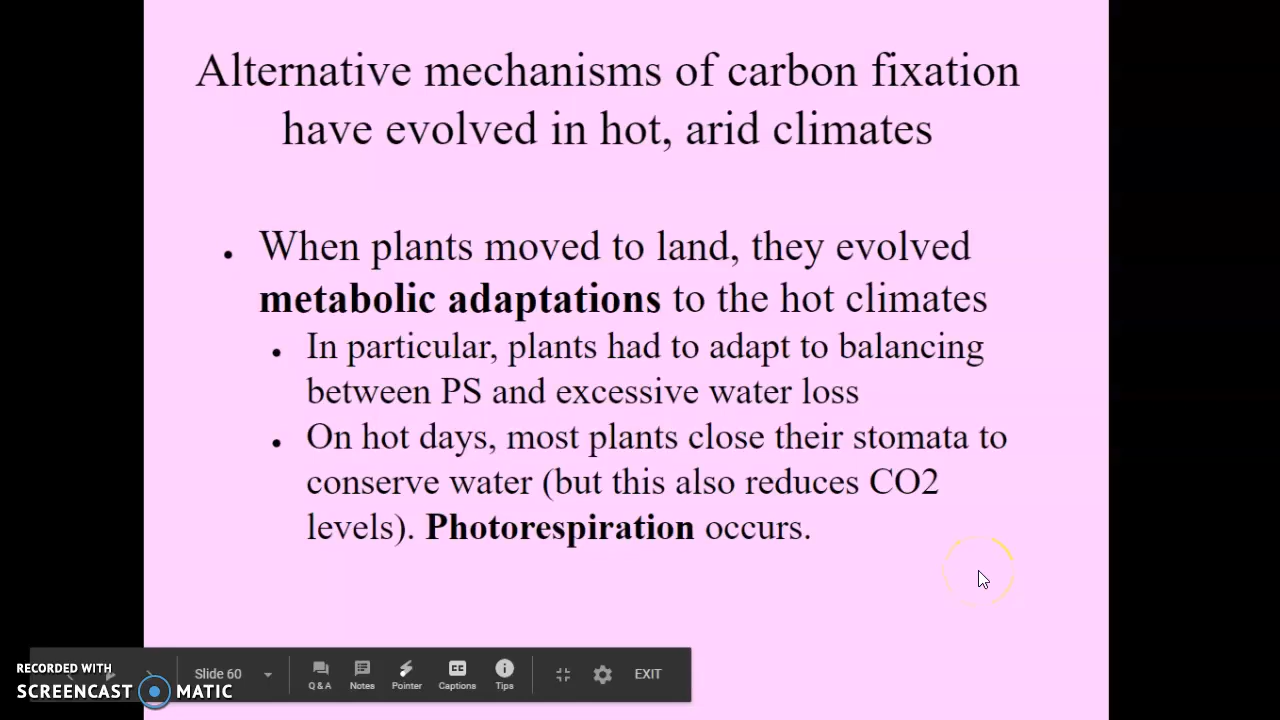 Alternative mechanisms of carbon fixation
have evolved in hot, arid climates
• When plants moved to land, they evolved
metabolic adaptations to the hot climates
• In particular, plants had to adapt to balancing
between PS and excessive water loss
• On hot days, most plants close their stomata to
conserve water (but this also reduces CO2
levels). Photorespiration occurs.
RECORDED WITH
SCREENCAST MATIC
Slide 60
Q & A
Notes
Pointer
CC
Captions
Tips
EXIT